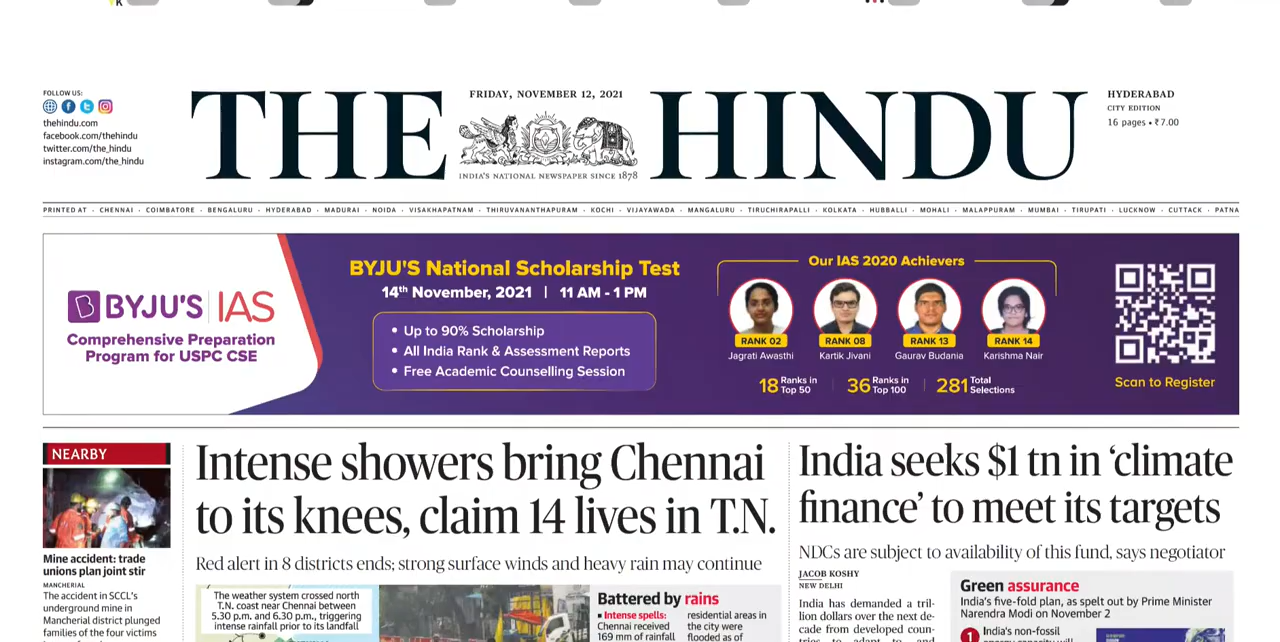 K
FOLLOW US:
thehindu.com
facebook.com/thehindu
twitter.com/the_hindu
instagram.com/the_hindu
THE HINDU
FRIDAY, NOVEMBER 12, 2021
INDIA'S NATIONAL NEWSPAPER SINCE 1878
HYDERABAD
CITY EDITION
16 pages • ₹7.00
PRINTED AT • CHENNAI • COIMBATORE • BENGALURU • HYDERABAD • MADURAI • NOIDA • VISAKHAPATNAM • THIRUVANANTHAPURAM • KOCHI • VIJAYAWADA • MANGALURU • TIRUCHIRAPALLI • KOLKATA • HUBBALLI • MOHALI • MALAPPURAM • MUMBAI • TIRUPATI • LUCKNOW • CUTTACK • PATNA
B BYJU'S IAS
Comprehensive Preparation
Program for USPC CSE
BYJU'S National Scholarship Test
14th November, 2021 | 11 AM - 1 PM
• Up to 90% Scholarship
• All India Rank & Assessment Reports
• Free Academic Counselling Session
Our IAS 2020 Achievers
RANK 02 RANK 08 RANK 13 RANK 14
Jagrati Awasthi Kartik Jivani Gaurav Budania Karishma Nair
18 Ranks in Top 50 | 36 Ranks in Top 100 | 281 Total Selections
Scan to Register
NEARBY
Mine accident: trade
unions plan joint stir
MANCHERIAL
The accident in SCCL's
underground mine in
Mancherial district plunged
families of the four victims
Intense showers bring Chennai
to its knees, claim 14 lives in T.N.
Red alert in 8 districts ends; strong surface winds and heavy rain may continue
The weather system crossed north
T.N. coast near Chennai between
5.30 p.m. and 6.30 p.m., triggering
intense rainfall prior to its landfall
Battered by rains
■ Intense spells:
Chennai received
169 mm of rainfall
residential areas in
the city were
flooded as of
India seeks $1 tn in ‘climate
finance’ to meet its targets
NDCs are subject to availability of this fund, says negotiator
JACOB KOSHY
NEW DELHI
India has demanded a tril-
lion dollars over the next de-
cade from developed coun-
tries to adapt to and
Green assurance
India's five-fold plan, as spelt out by Prime Minister
Narendra Modi on November 2
1 India's non-fossil
energy capacity will